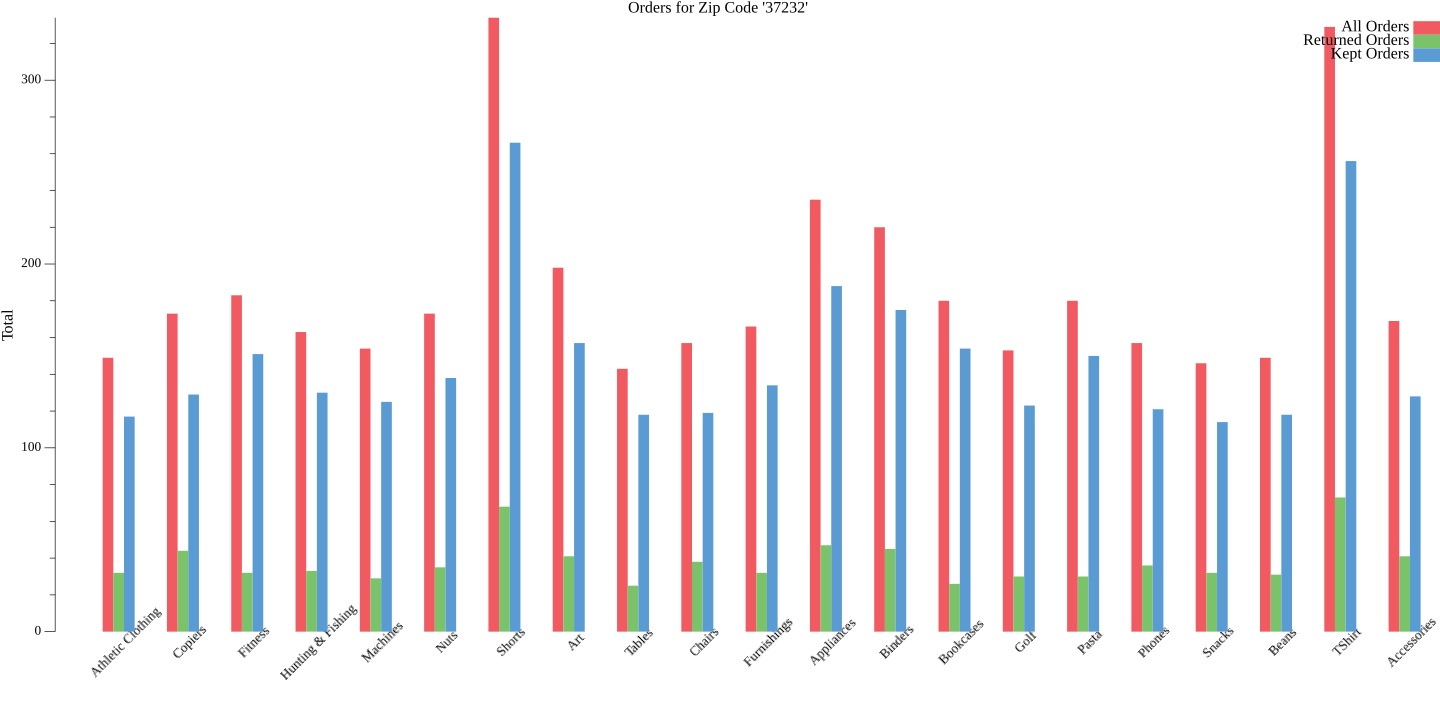 Orders for Zip Code '37232'
All Orders
Returned Orders
Kept Orders
Total
300
200
100
0
Athletic Clothing
Copiers
Fitness
Hunting & Fishing
Machines
Nuts
Shorts
Art
Tables
Chairs
Furnishings
Appliances
Binders
Bookcases
Golf
Pasta
Phones
Snacks
Beans
TShirt
Accessories